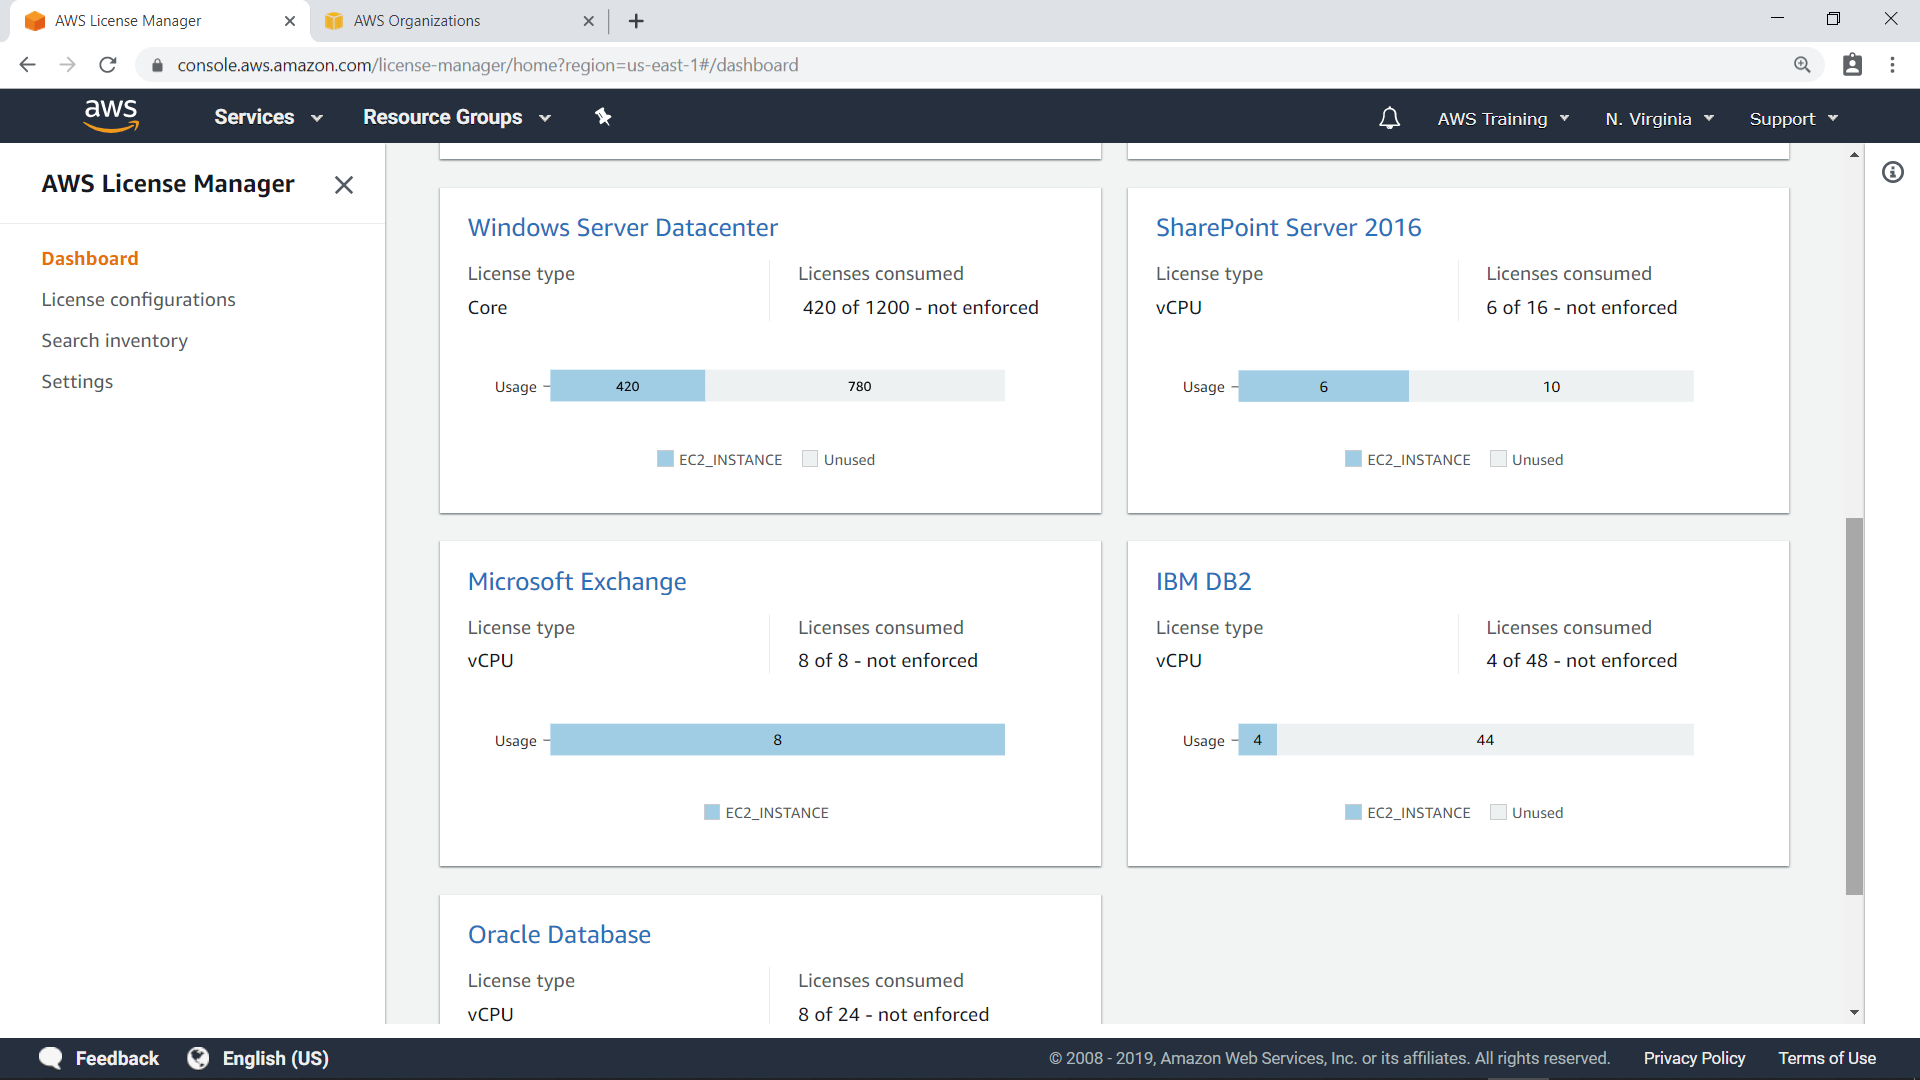 AWS License Manager
AWS Organizations
console.aws.amazon.com/license-manager/home?region=us-east-1#/dashboard
aws
Services
Resource Groups
AWS Training
N. Virginia
Support
AWS License Manager
Dashboard
License configurations
Search inventory
Settings
Windows Server Datacenter
License type
Licenses consumed
Core
420 of 1200 - not enforced
Usage
420
780
EC2_INSTANCE
Unused
SharePoint Server 2016
License type
Licenses consumed
vCPU
6 of 16 - not enforced
Usage
6
10
EC2_INSTANCE
Unused
Microsoft Exchange
License type
Licenses consumed
vCPU
8 of 8 - not enforced
Usage
8
EC2_INSTANCE
IBM DB2
License type
Licenses consumed
vCPU
4 of 48 - not enforced
Usage
4
44
EC2_INSTANCE
Unused
Oracle Database
License type
Licenses consumed
vCPU
8 of 24 - not enforced
Feedback
English (US)
© 2008 - 2019, Amazon Web Services, Inc. or its affiliates. All rights reserved.
Privacy Policy
Terms of Use